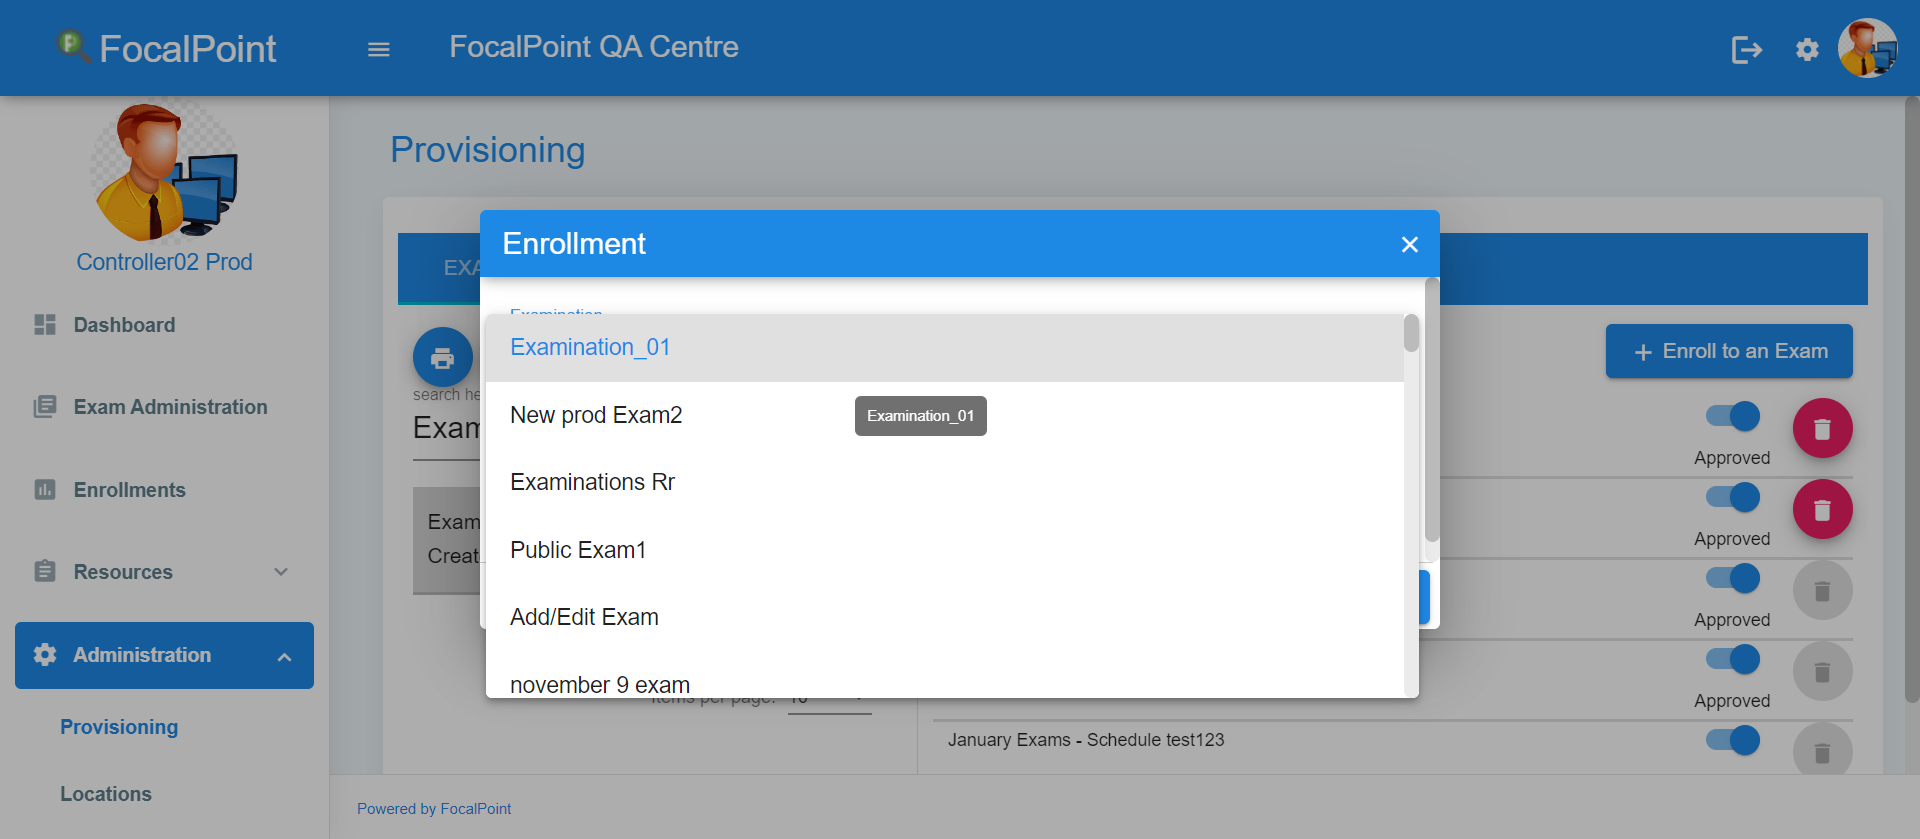 FocalPoint
FocalPoint QA Centre
Controller02 Prod
Dashboard
Exam Administration
Enrollments
Resources
Administration
Provisioning
Locations
Provisioning
EXA
Enroll to an Exam
search he
Exam
Exam
Creat
Enrollment
Examination
Examination_01
New prod Exam2
Examination_01
Examinations Rr
Public Exam1
Add/Edit Exam
november 9 exam
Items per page: 10
Approved
Approved
Approved
Approved
January Exams - Schedule test123
Powered by FocalPoint